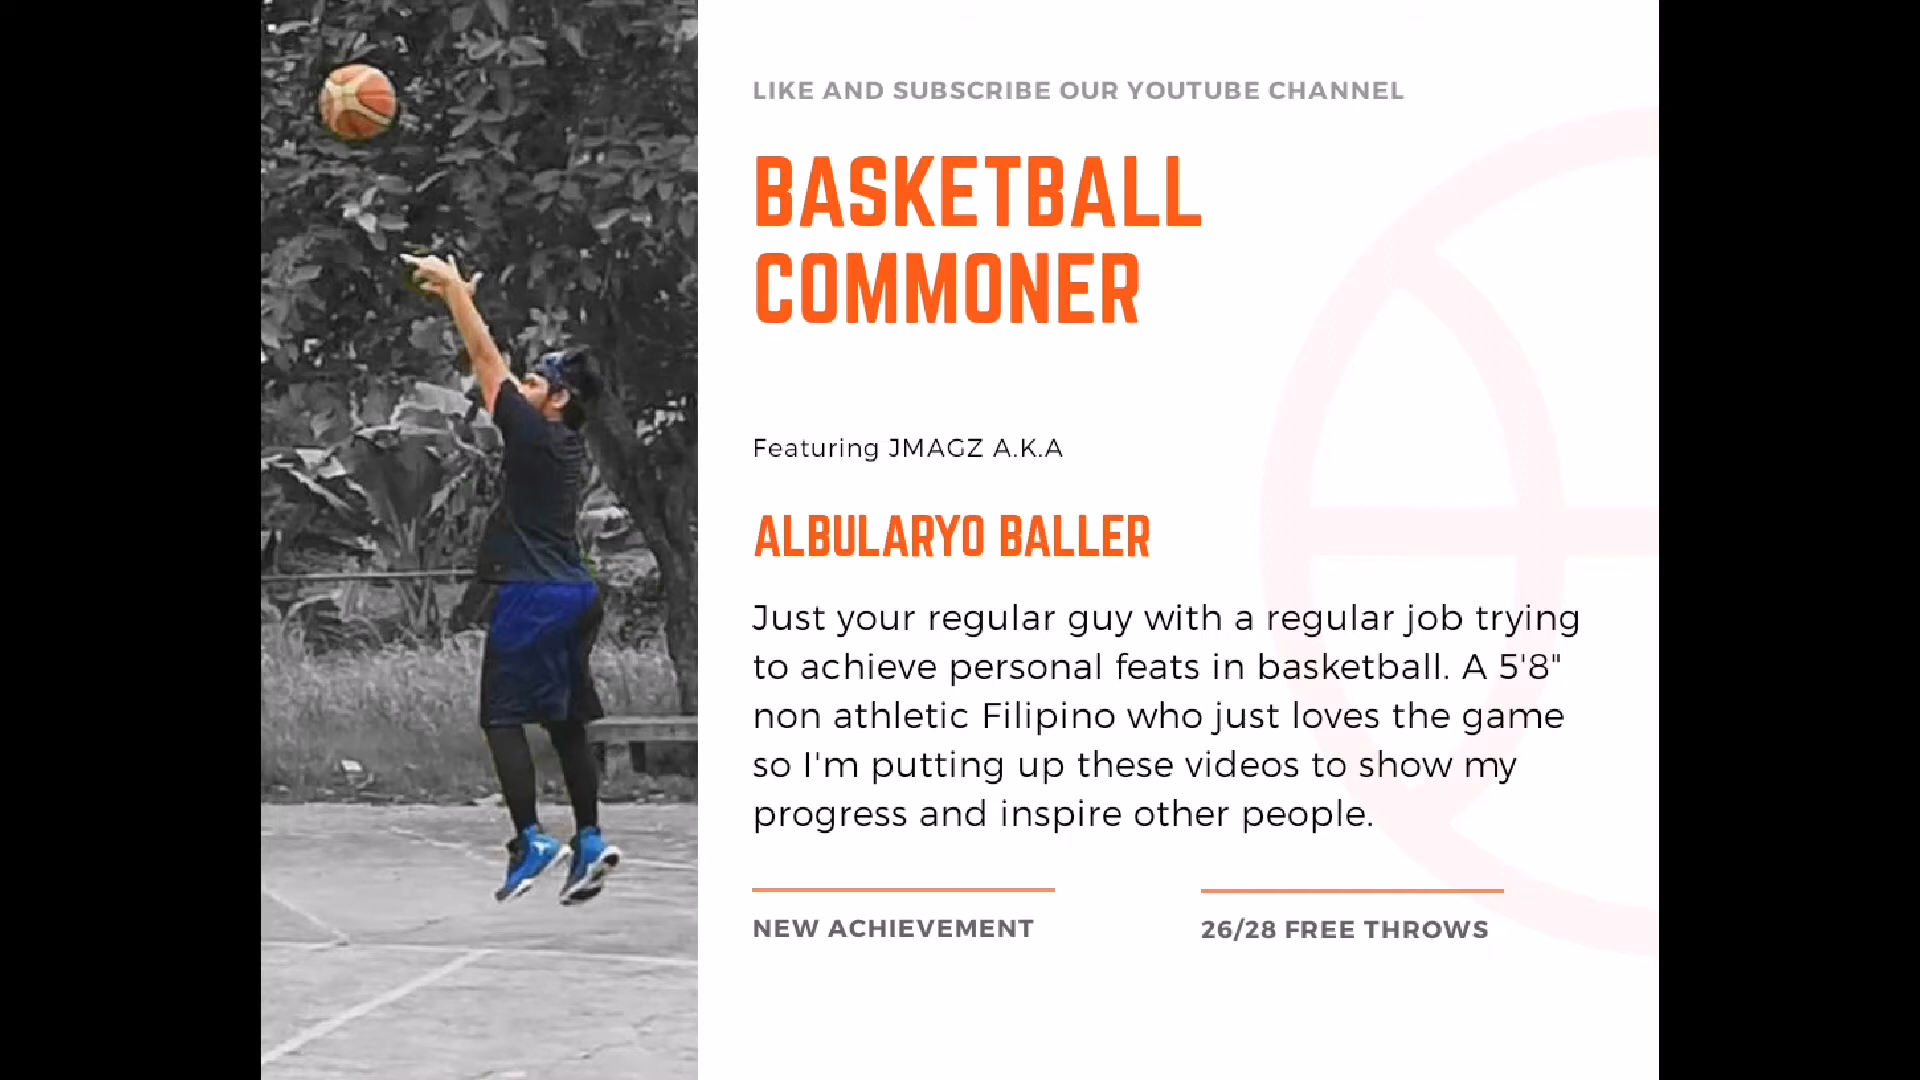 LIKE AND SUBSCRIBE OUR YOUTUBE CHANNEL
BASKETBALL
COMMONER
Featuring JMAGZ A.K.A
ALBULARYO BALLER
Just your regular guy with a regular job trying
to achieve personal feats in basketball. A 5'8"
non athletic Filipino who just loves the game
so I'm putting up these videos to show my
progress and inspire other people.
NEW ACHIEVEMENT
26/28 FREE THROWS